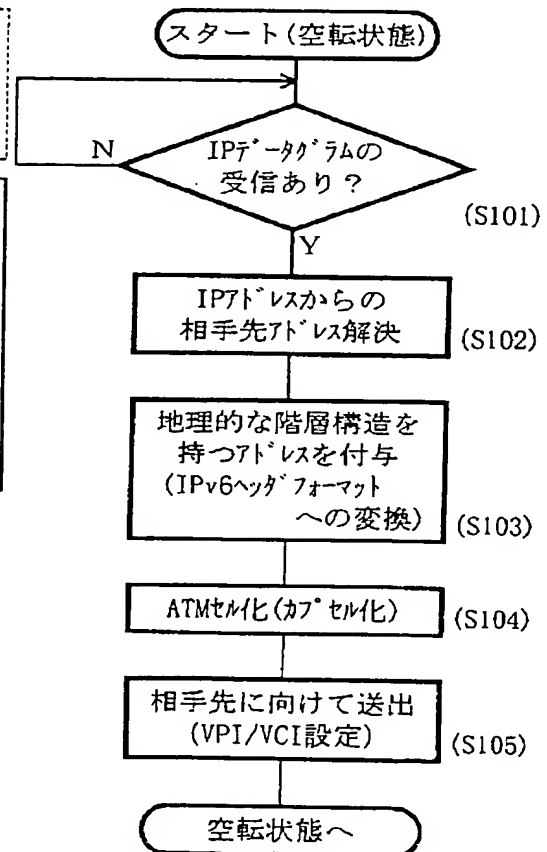 スタート(空転状態)
N
IPデータグラムの
受信あり?
(S101)
Y
IPアドレスからの
相手先アドレス解決
(S102)
地理的な階層構造を
持つアドレスを付与
(IPv6ヘッダフォーマット
への変換)
(S103)
ATMセル化(カプセル化)
(S104)
相手先に向けて送出
(VPI/VCI設定)
(S105)
空転状態へ